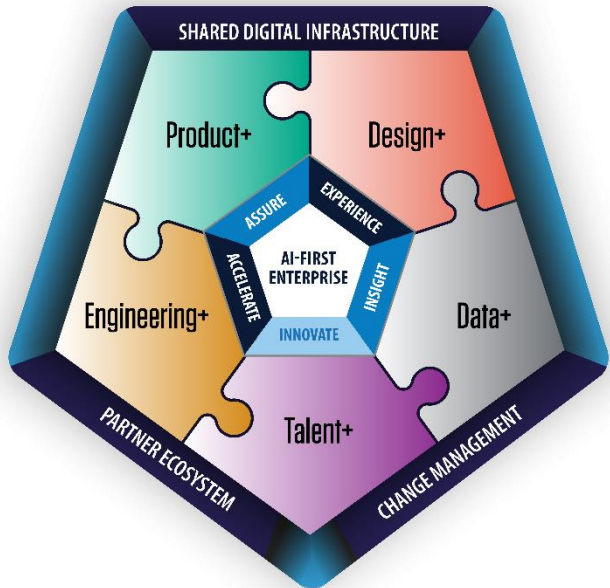 SHARED DIGITAL INFRASTRUCTURE
Product+
Design+
ASSURE
EXPERIENCE
AI-FIRST
ENTERPRISE
ACCELERATE
INSIGHT
INNOVATE
Engineering+
Data+
Talent+
PARTNER ECOSYSTEM
CHANGE MANAGEMENT